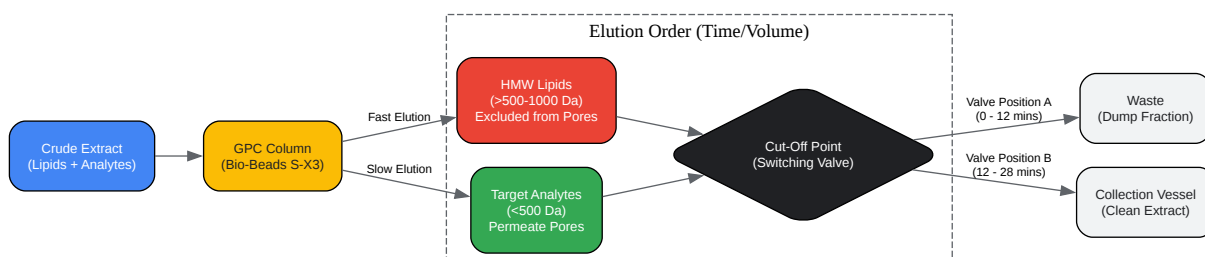 Elution Order (Time/Volume)
Crude Extract
(Lipids + Analytes)
GPC Column
(Bio-Beads S-X3)
Fast Elution
Slow Elution
HMW Lipids
(>500-1000 Da)
Excluded from Pores
Target Analytes
(<500 Da)
Permeate Pores
Cut-Off Point
(Switching Valve)
Valve Position A
(0 - 12 mins)
Valve Position B
(12 - 28 mins)
Waste
(Dump Fraction)
Collection Vessel
(Clean Extract)